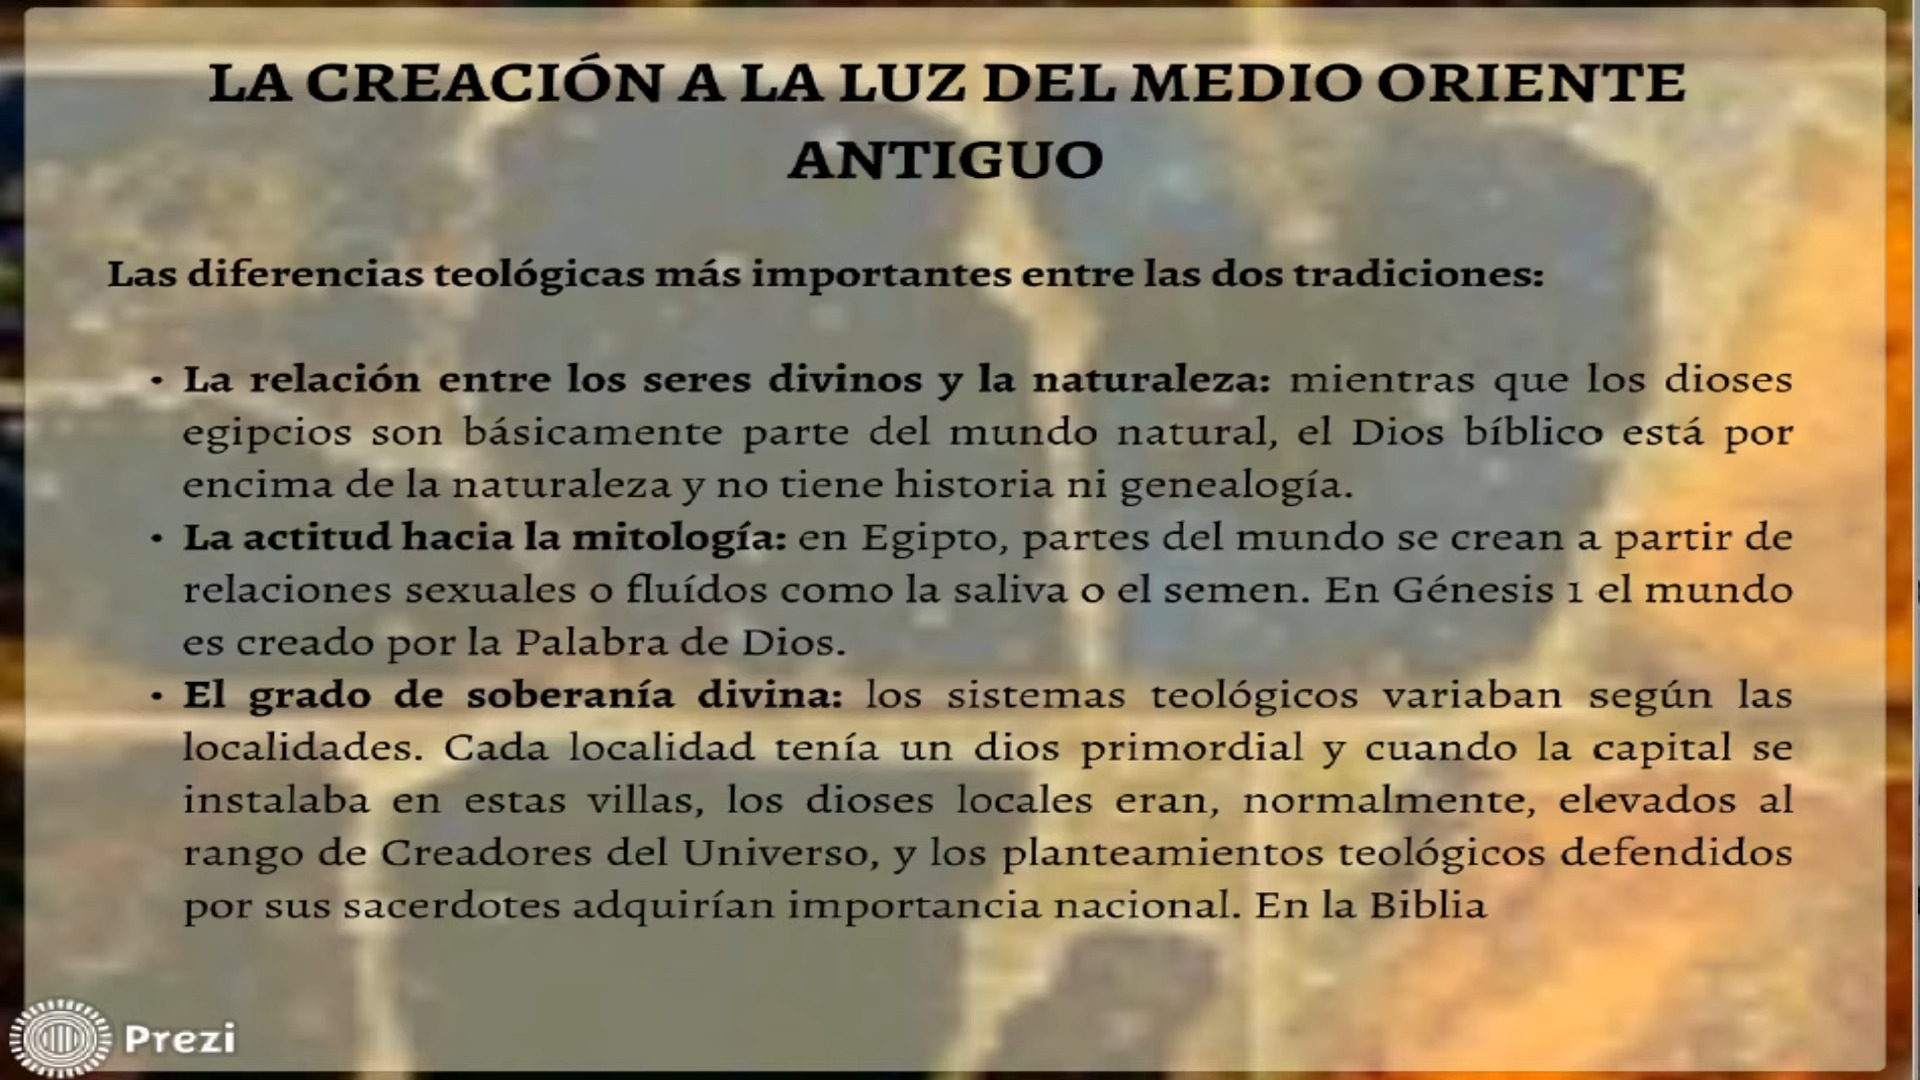 LA CREACIÓN A LA LUZ DEL MEDIO ORIENTE
ANTIGUO
Las diferencias teológicas más importantes entre las dos tradiciones:
• La relación entre los seres divinos y la naturaleza: mientras que los dioses
egipcios son básicamente parte del mundo natural, el Dios bíblico está por
encima de la naturaleza y no tiene historia ni genealogía.
• La actitud hacia la mitología: en Egipto, partes del mundo se crean a partir de
relaciones sexuales o fluídos como la saliva o el semen. En Génesis 1 el mundo
es creado por la Palabra de Dios.
• El grado de soberanía divina: los sistemas teológicos variaban según las
localidades. Cada localidad tenía un dios primordial y cuando la capital se
instalaba en estas villas, los dioses locales eran, normalmente, elevados al
rango de Creadores del Universo, y los planteamientos teológicos defendidos
por sus sacerdotes adquirían importancia nacional. En la Biblia
Prezi